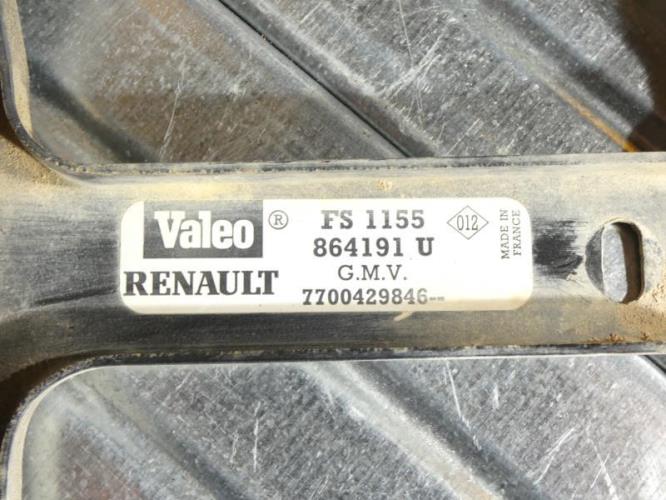 Valeo ® FS 1155 012
864191 U
RENAULT G.M.V.
7700429846--
MADE IN
FRANCE